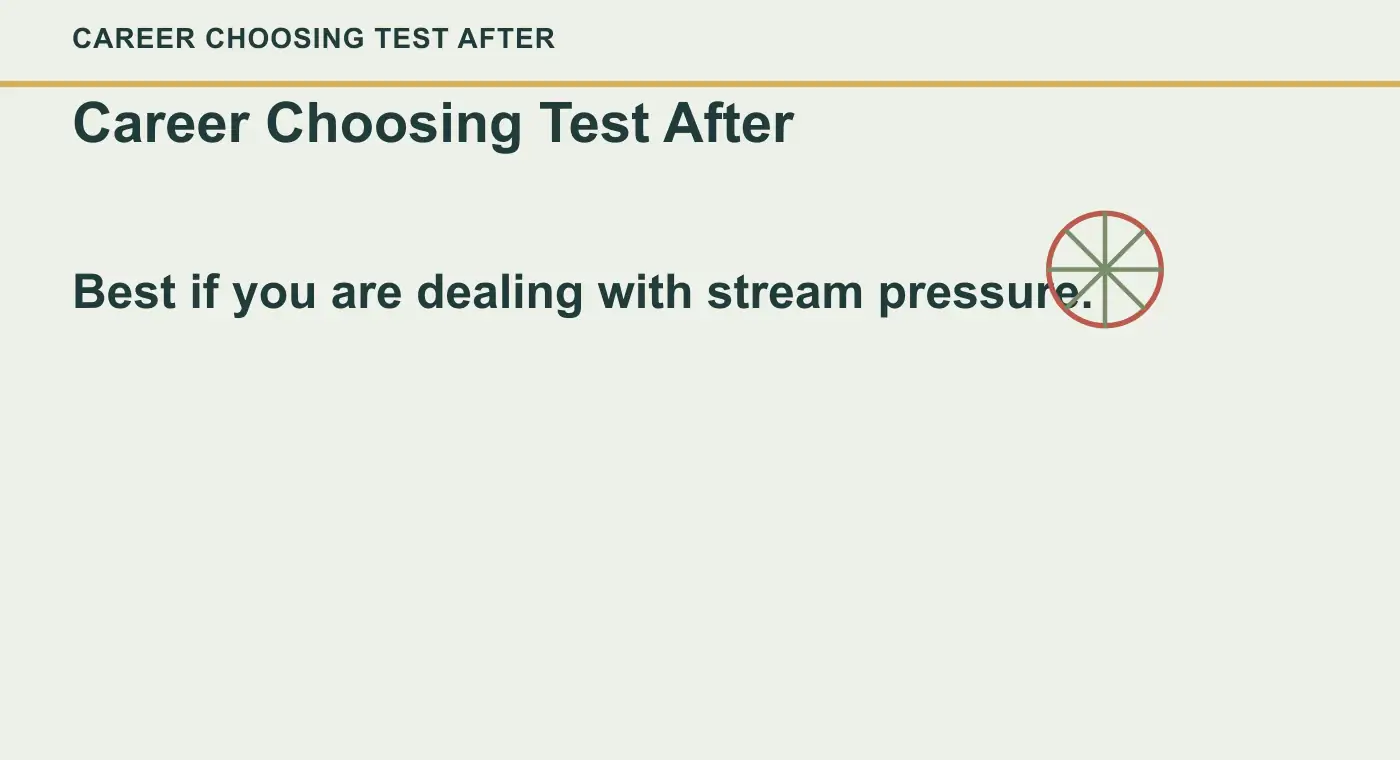 CAREER CHOOSING TEST AFTER
Career Choosing Test After
Best if you are dealing with stream pressure.